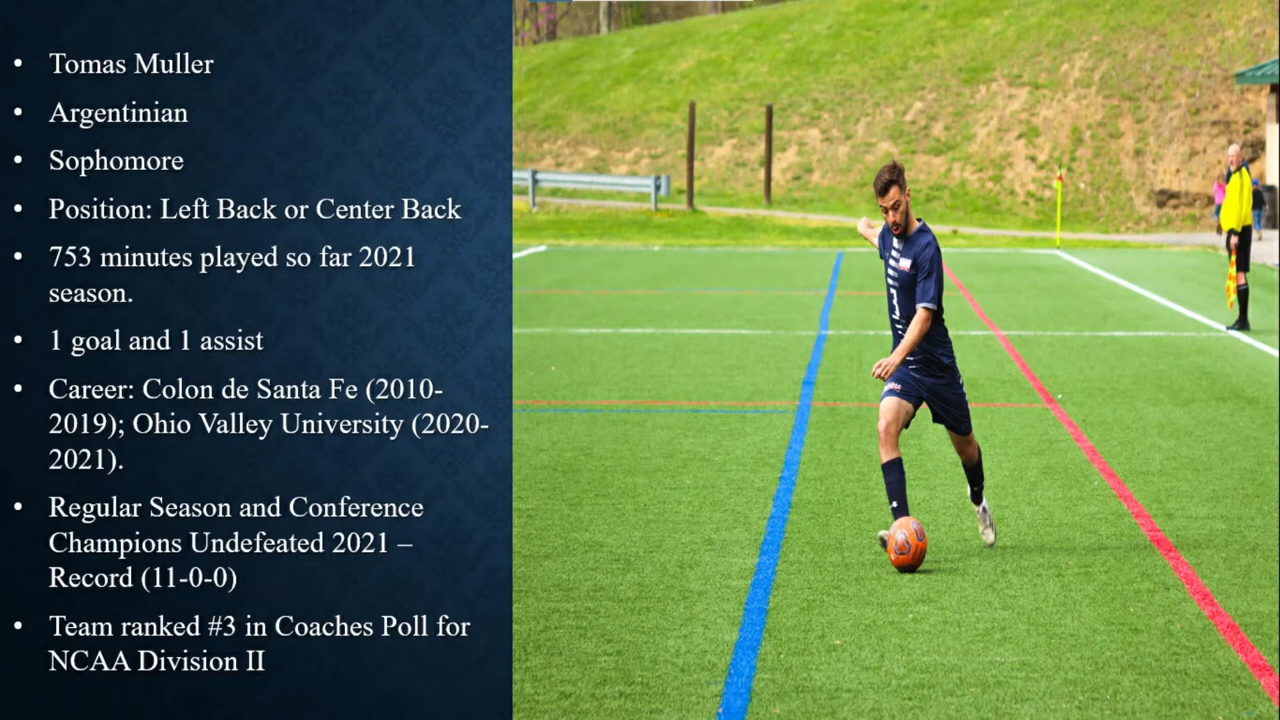 • Tomas Muller
• Argentinian
• Sophomore
• Position: Left Back or Center Back
• 753 minutes played so far 2021
season.
• 1 goal and 1 assist
• Career: Colon de Santa Fe (2010-
2019); Ohio Valley University (2020-
2021).
• Regular Season and Conference
Champions Undefeated 2021 –
Record (11-0-0)
• Team ranked #3 in Coaches Poll for
NCAA Division II